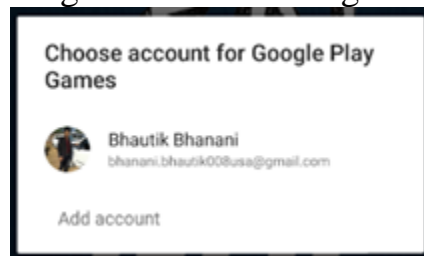 Choose account for Google Play
Games
Bhautik Bhanani
bhanani.bhautik008usa@gmail.com
Add account